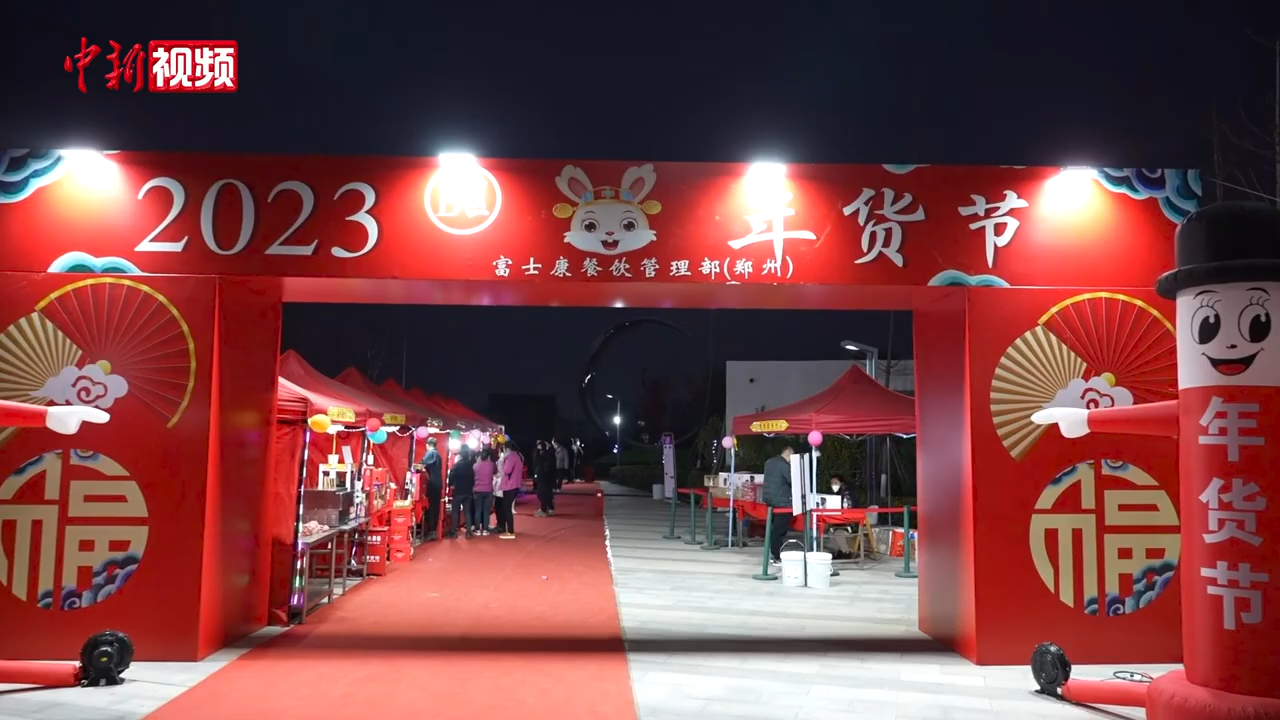 中新视频
2023
年货节
富士康餐饮管理部(郑州)
福
福
年货节